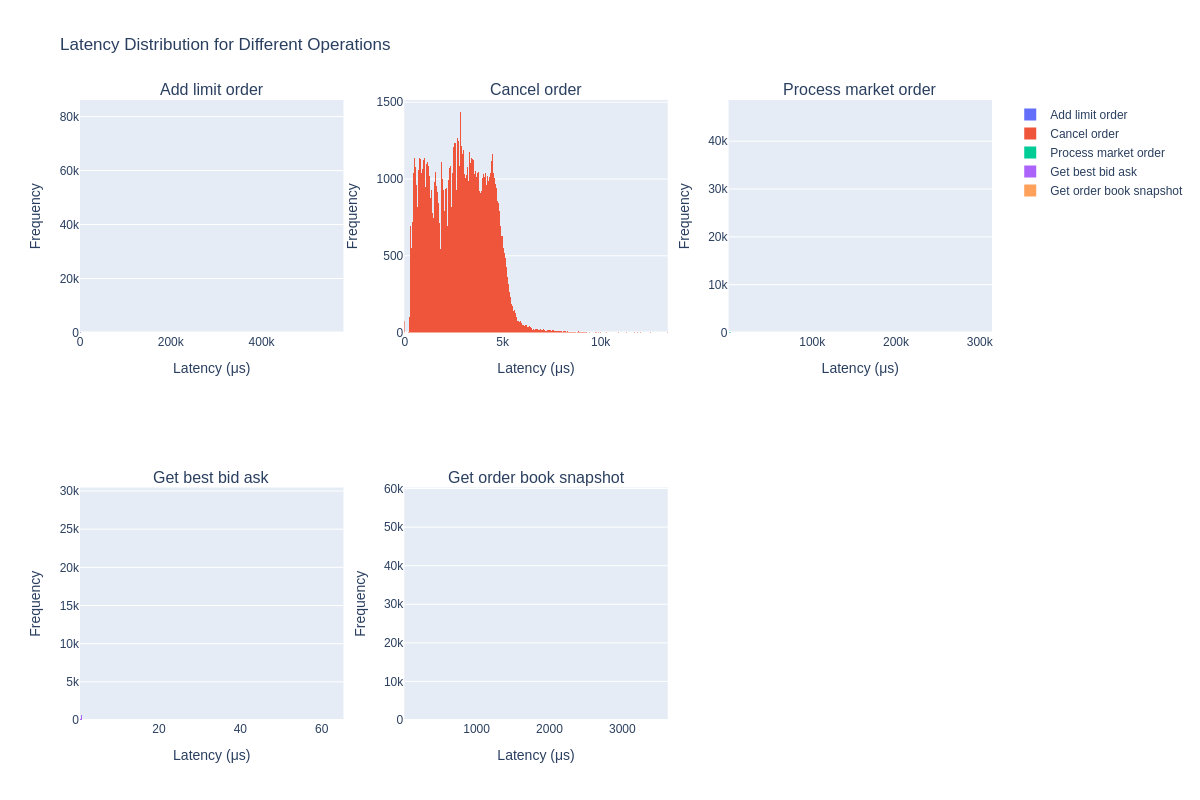 Latency Distribution for Different Operations
Add limit order
Cancel order
Process market order
80k
60k
40k
20k
0
Frequency
0
200k
400k
Latency (μs)
1500
1000
500
0
Frequency
0
5k
10k
Latency (μs)
40k
30k
20k
10k
0
Frequency
100k
200k
300k
Latency (μs)
Add limit order
Cancel order
Process market order
Get best bid ask
Get order book snapshot
Get best bid ask
Get order book snapshot
30k
25k
20k
15k
10k
5k
0
Frequency
20
40
60
Latency (μs)
60k
50k
40k
30k
20k
10k
0
Frequency
1000
2000
3000
Latency (μs)